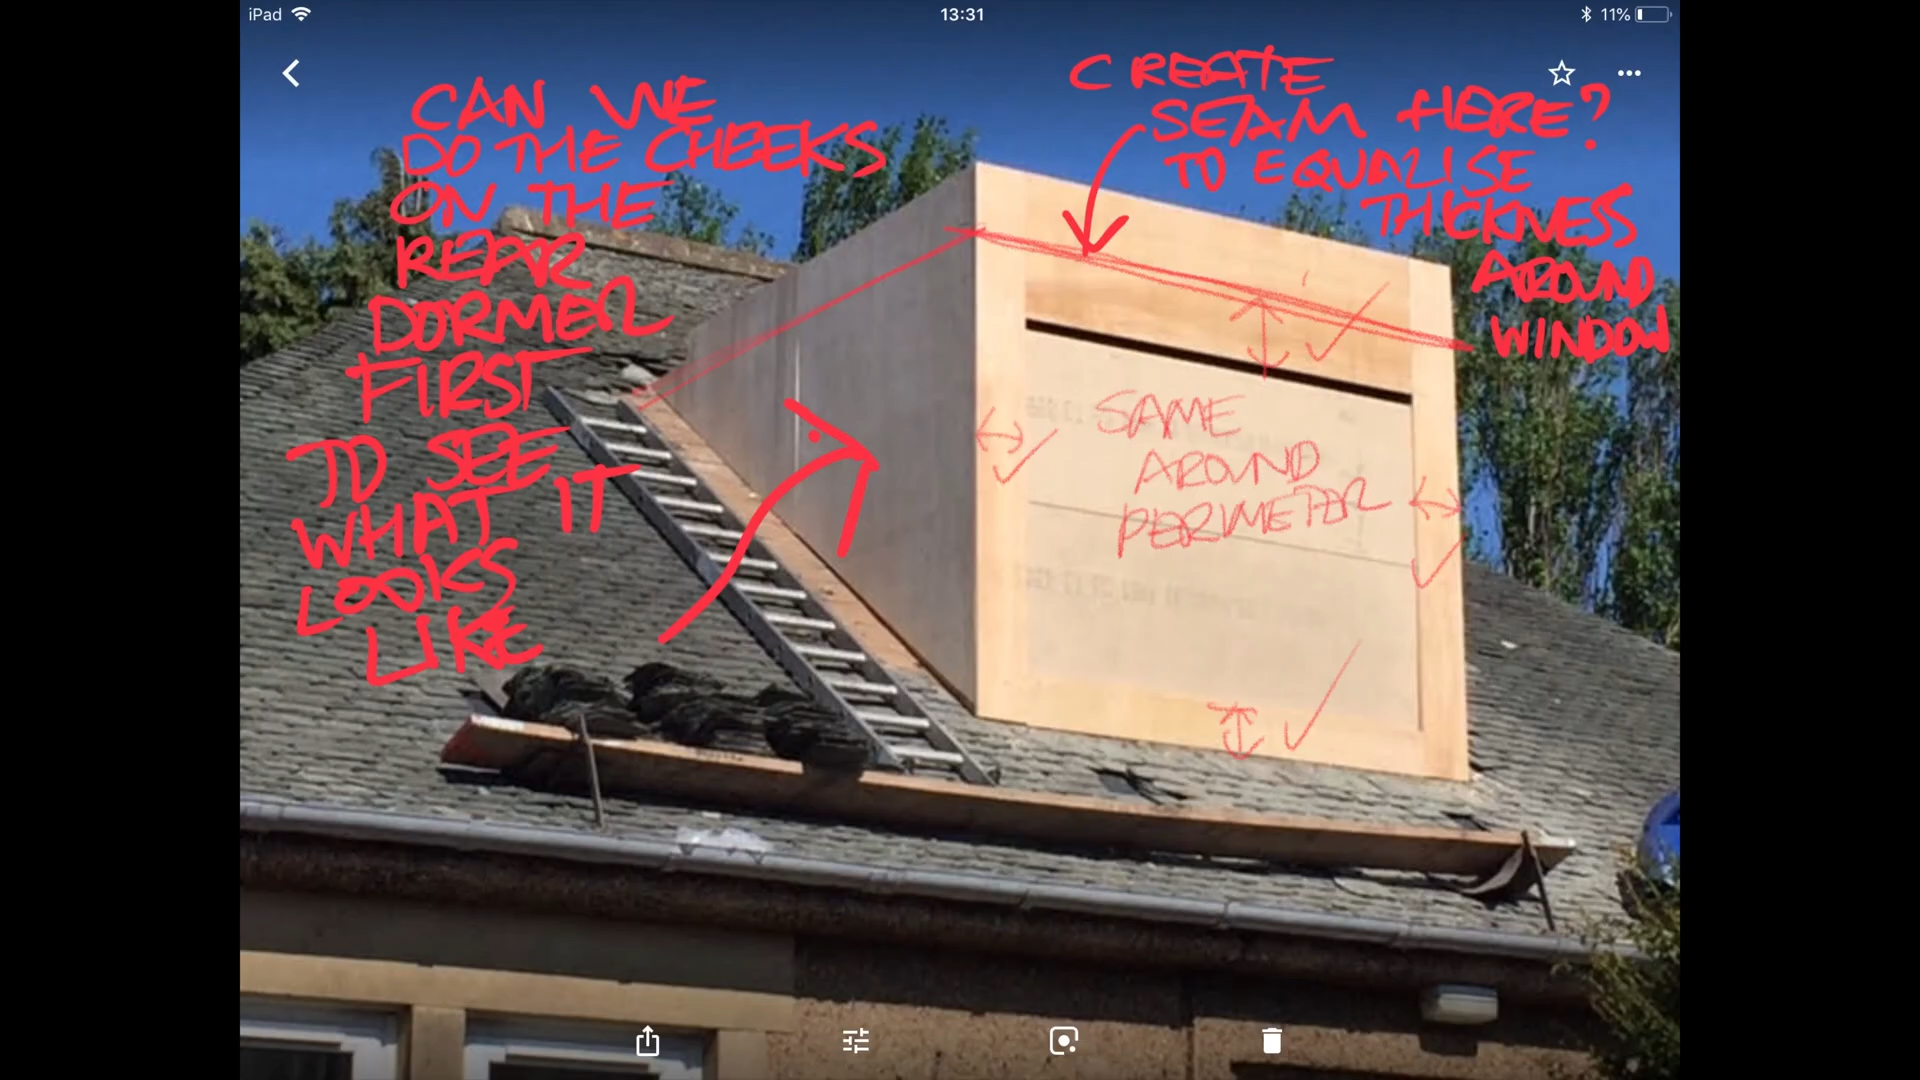 iPad
13:31
11%
CAN WE
DO THE CHEEKS
ON THE
REAR
DORMER
FIRST
TO SEE
WHAT IT
LOOKS
LIKE
CREATE
SEAM HERE?
TO EQUALISE
THICKNESS
AROUND
WINDOW
SAME
AROUND
PERIMETER